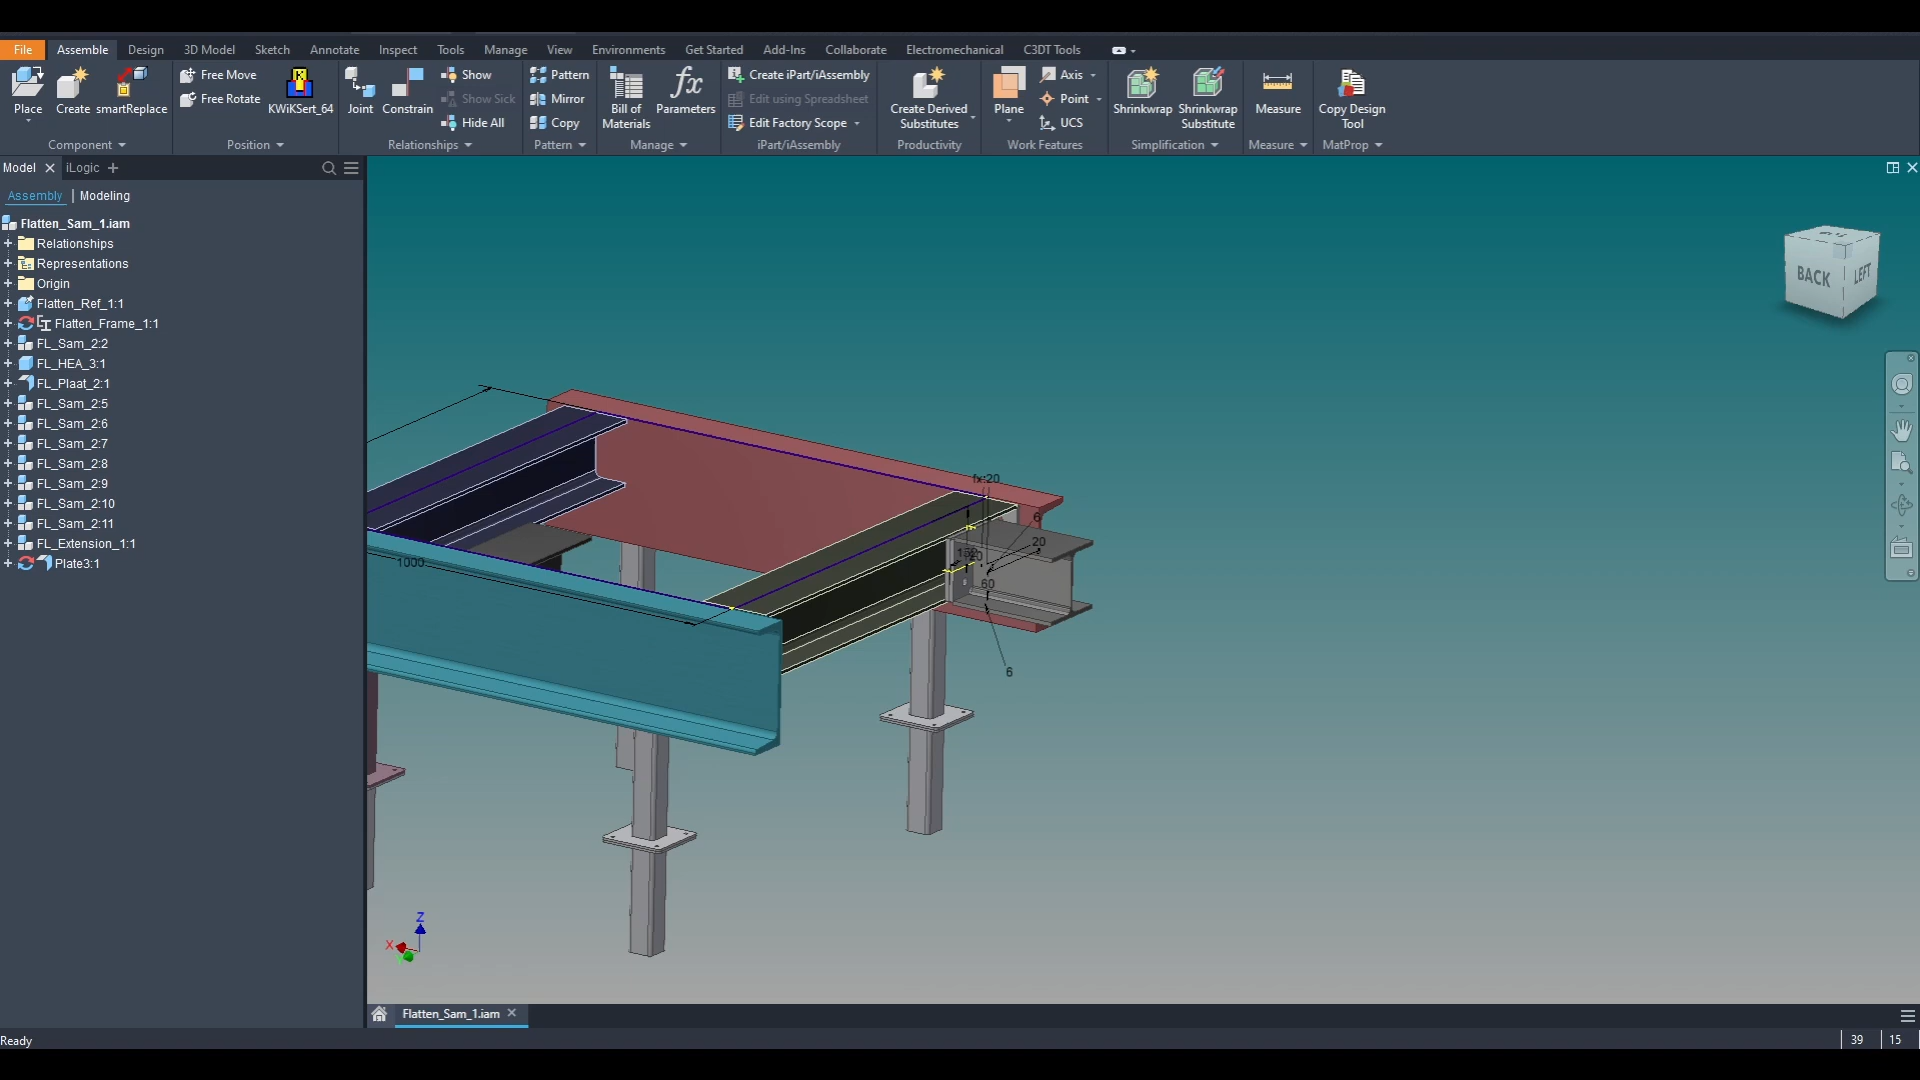 File Assemble Design 3D Model Sketch Annotate Inspect Tools Manage View Environments Get Started Add-Ins Collaborate Electromechanical C3DT Tools
Place Create smartReplace
Component
Free Move
Free Rotate
KWiKSert_64
Position
Joint Constrain
Show
Show Sick
Hide All
Relationships
Pattern
Mirror
Copy
Pattern
Bill of Materials
Parameters
Manage
Create iPart/iAssembly
Edit using Spreadsheet
Edit Factory Scope
iPart/iAssembly
Create Derived Substitutes
Productivity
Plane
Axis
Point
UCS
Work Features
Shrinkwrap
Shrinkwrap Substitute
Simplification
Measure
Measure
Copy Design Tool
MatProp
Model iLogic
Assembly | Modeling
Flatten_Sam_1.iam
Relationships
Representations
Origin
Flatten_Ref_1:1
Flatten_Frame_1:1
FL_Sam_2:2
FL_HEA_3:1
FL_Plaat_2:1
FL_Sam_2:5
FL_Sam_2:6
FL_Sam_2:7
FL_Sam_2:8
FL_Sam_2:9
FL_Sam_2:10
FL_Sam_2:11
FL_Extension_1:1
Plate3:1
BACK LEFT
fx:20
6
20
20
60
1000
6
Z
X
Y
Flatten_Sam_1.iam
Ready
39 15